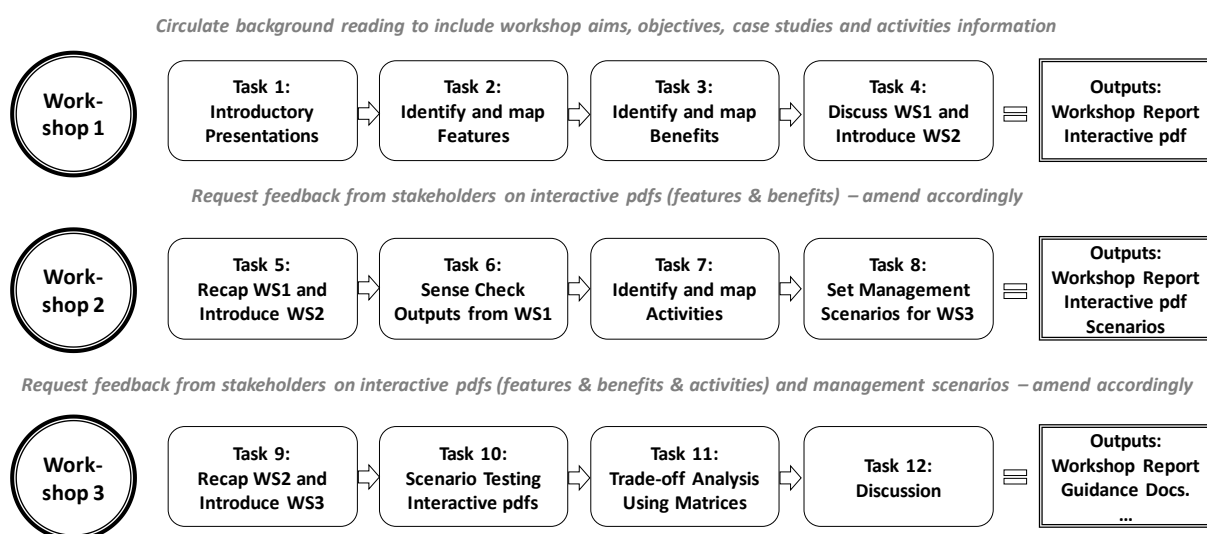 Circulate background reading to include workshop aims, objectives, case studies and activities information
Work-
shop 1
Task 1:
Introductory
Presentations
Task 2:
Identify and map
Features
Task 3:
Identify and map
Benefits
Task 4:
Discuss WS1 and
Introduce WS2
Outputs:
Workshop Report
Interactive pdf
Request feedback from stakeholders on interactive pdfs (features & benefits) – amend accordingly
Work-
shop 2
Task 5:
Recap WS1 and
Introduce WS2
Task 6:
Sense Check
Outputs from WS1
Task 7:
Identify and map
Activities
Task 8:
Set Management
Scenarios for WS3
Outputs:
Workshop Report
Interactive pdf
Scenarios
Request feedback from stakeholders on interactive pdfs (features & benefits & activities) and management scenarios – amend accordingly
Work-
shop 3
Task 9:
Recap WS2 and
Introduce WS3
Task 10:
Scenario Testing
Interactive pdfs
Task 11:
Trade-off Analysis
Using Matrices
Task 12:
Discussion
Outputs:
Workshop Report
Guidance Docs.
...